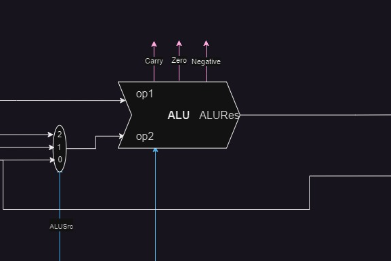 Carry Zero Negative
op1
ALU ALURes
op2
2
1
0
ALUSrc